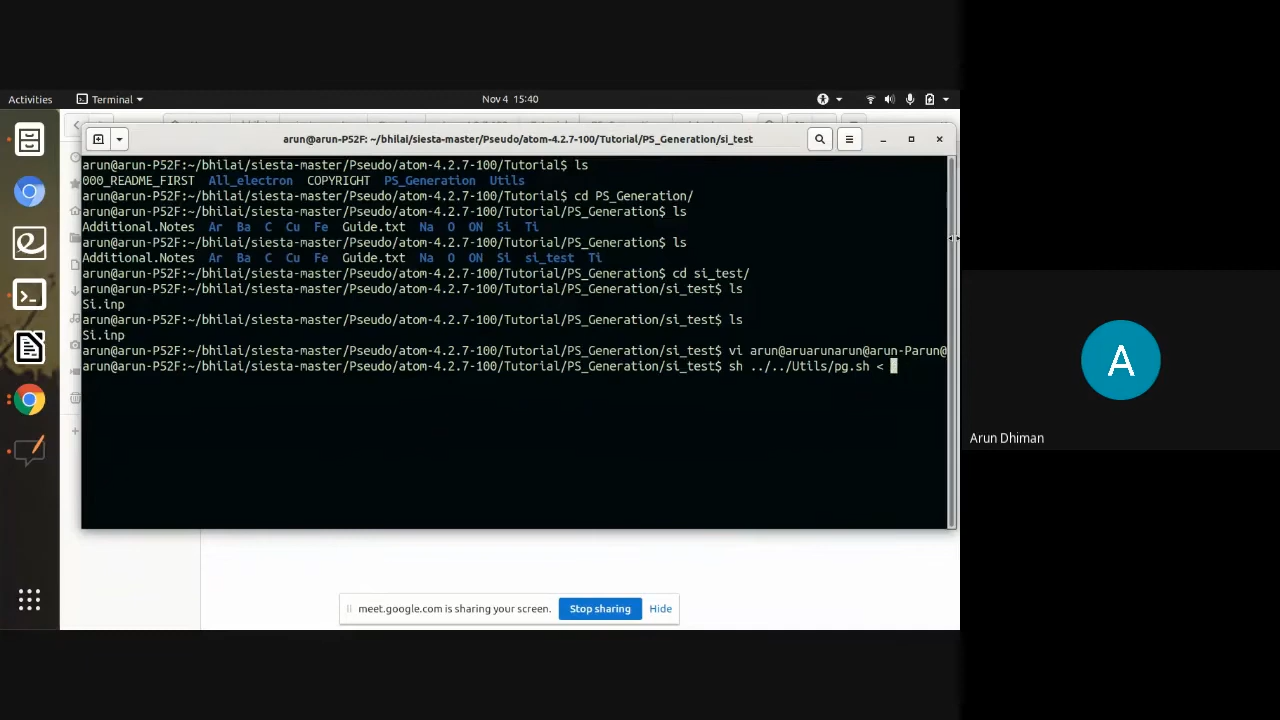 Activities
Terminal
Nov 4 15:40
arun@arun-P52F: ~/bhilai/siesta-master/Pseudo/atom-4.2.7-100/Tutorial/PS_Generation/si_test
arun@arun-P52F:~/bhilai/siesta-master/Pseudo/atom-4.2.7-100/Tutorial$ ls
000_README_FIRST All_electron COPYRIGHT PS_Generation Utils
arun@arun-P52F:~/bhilai/siesta-master/Pseudo/atom-4.2.7-100/Tutorial$ cd PS_Generation/
arun@arun-P52F:~/bhilai/siesta-master/Pseudo/atom-4.2.7-100/Tutorial/PS_Generation$ ls
Additional.Notes Ar Ba C Cu Fe Guide.txt Na O ON Si Ti
arun@arun-P52F:~/bhilai/siesta-master/Pseudo/atom-4.2.7-100/Tutorial/PS_Generation$ ls
Additional.Notes Ar Ba C Cu Fe Guide.txt Na O ON Si si_test Ti
arun@arun-P52F:~/bhilai/siesta-master/Pseudo/atom-4.2.7-100/Tutorial/PS_Generation$ cd si_test/
arun@arun-P52F:~/bhilai/siesta-master/Pseudo/atom-4.2.7-100/Tutorial/PS_Generation/si_test$ ls
Si.inp
arun@arun-P52F:~/bhilai/siesta-master/Pseudo/atom-4.2.7-100/Tutorial/PS_Generation/si_test$ ls
Si.inp
arun@arun-P52F:~/bhilai/siesta-master/Pseudo/atom-4.2.7-100/Tutorial/PS_Generation/si_test$ vi arun@aruarunarun@arun-Parun@
arun@arun-P52F:~/bhilai/siesta-master/Pseudo/atom-4.2.7-100/Tutorial/PS_Generation/si_test$ sh ../../Utils/pg.sh <
A
Arun Dhiman
meet.google.com is sharing your screen.
Stop sharing
Hide